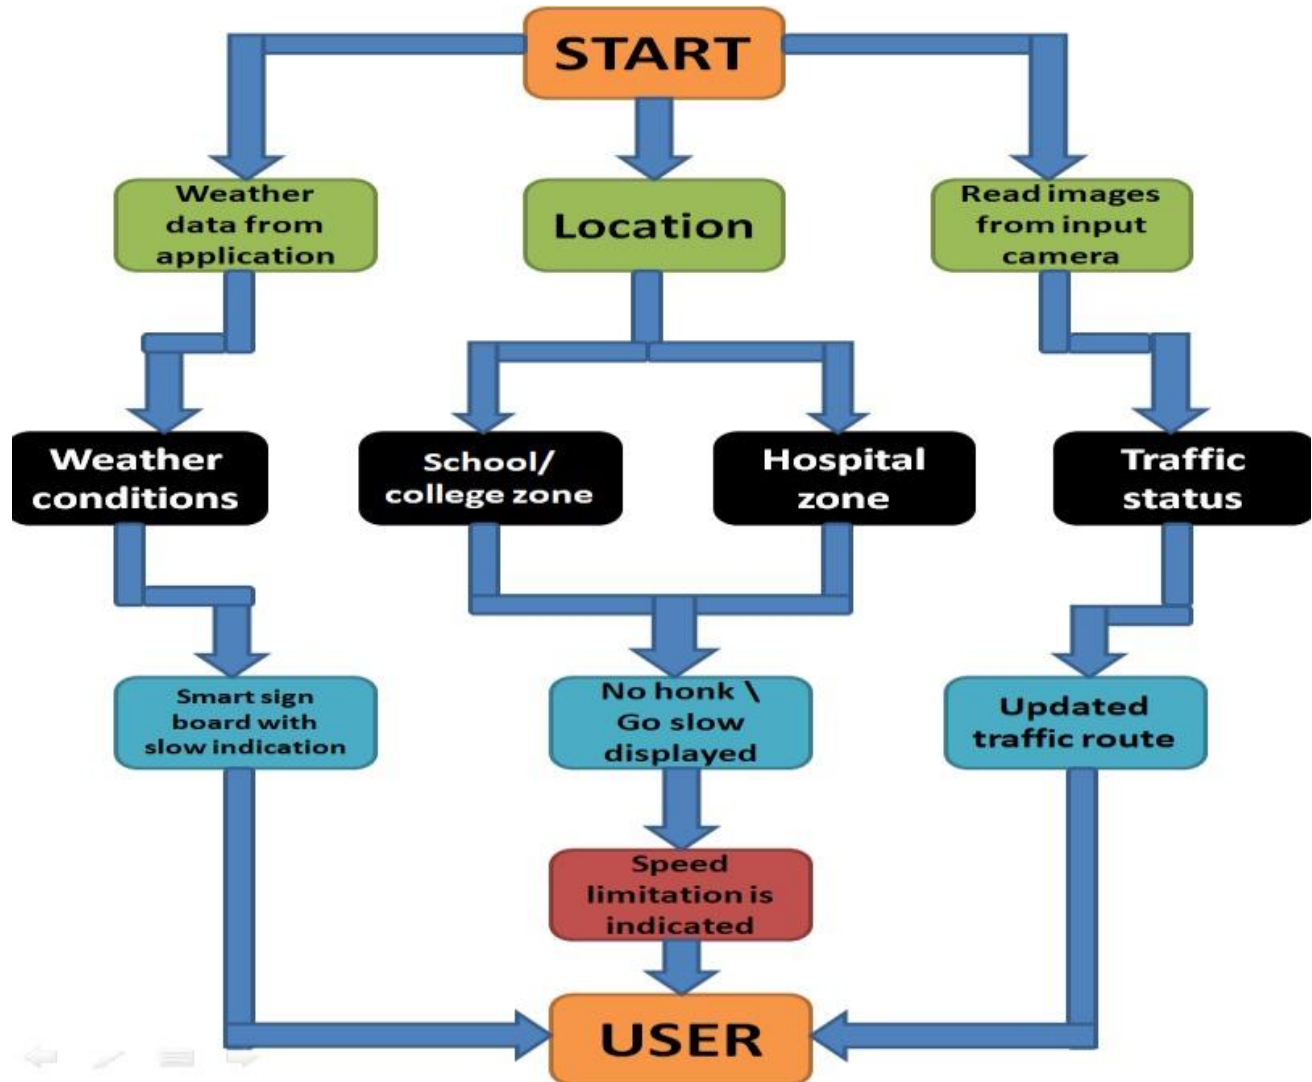 START
Weather
data from
application
Location
Read images
from input
camera
Weather
conditions
School/
college zone
Hospital
zone
Traffic
status
Smart sign
board with
slow indication
No honk \
Go slow
displayed
Updated
traffic route
Speed
limitation is
indicated
USER